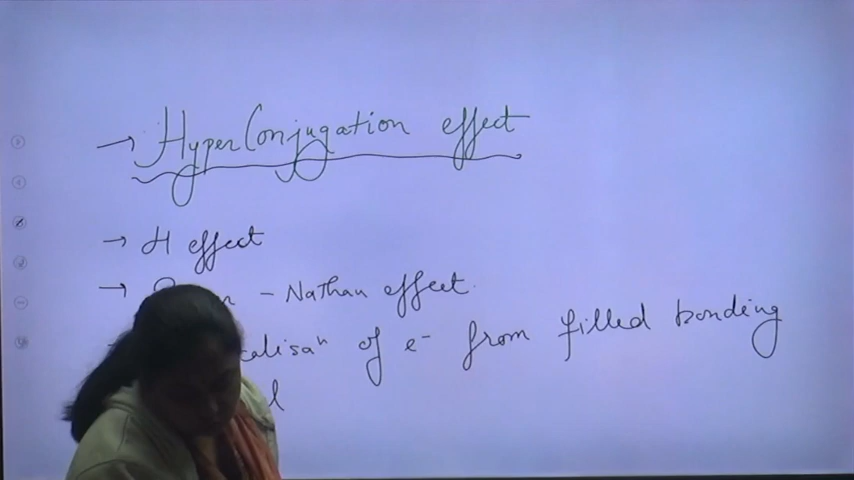 → HyperConjugation effect
→ H effect
→ - Nathan effect.
of e⁻ from filled bonding